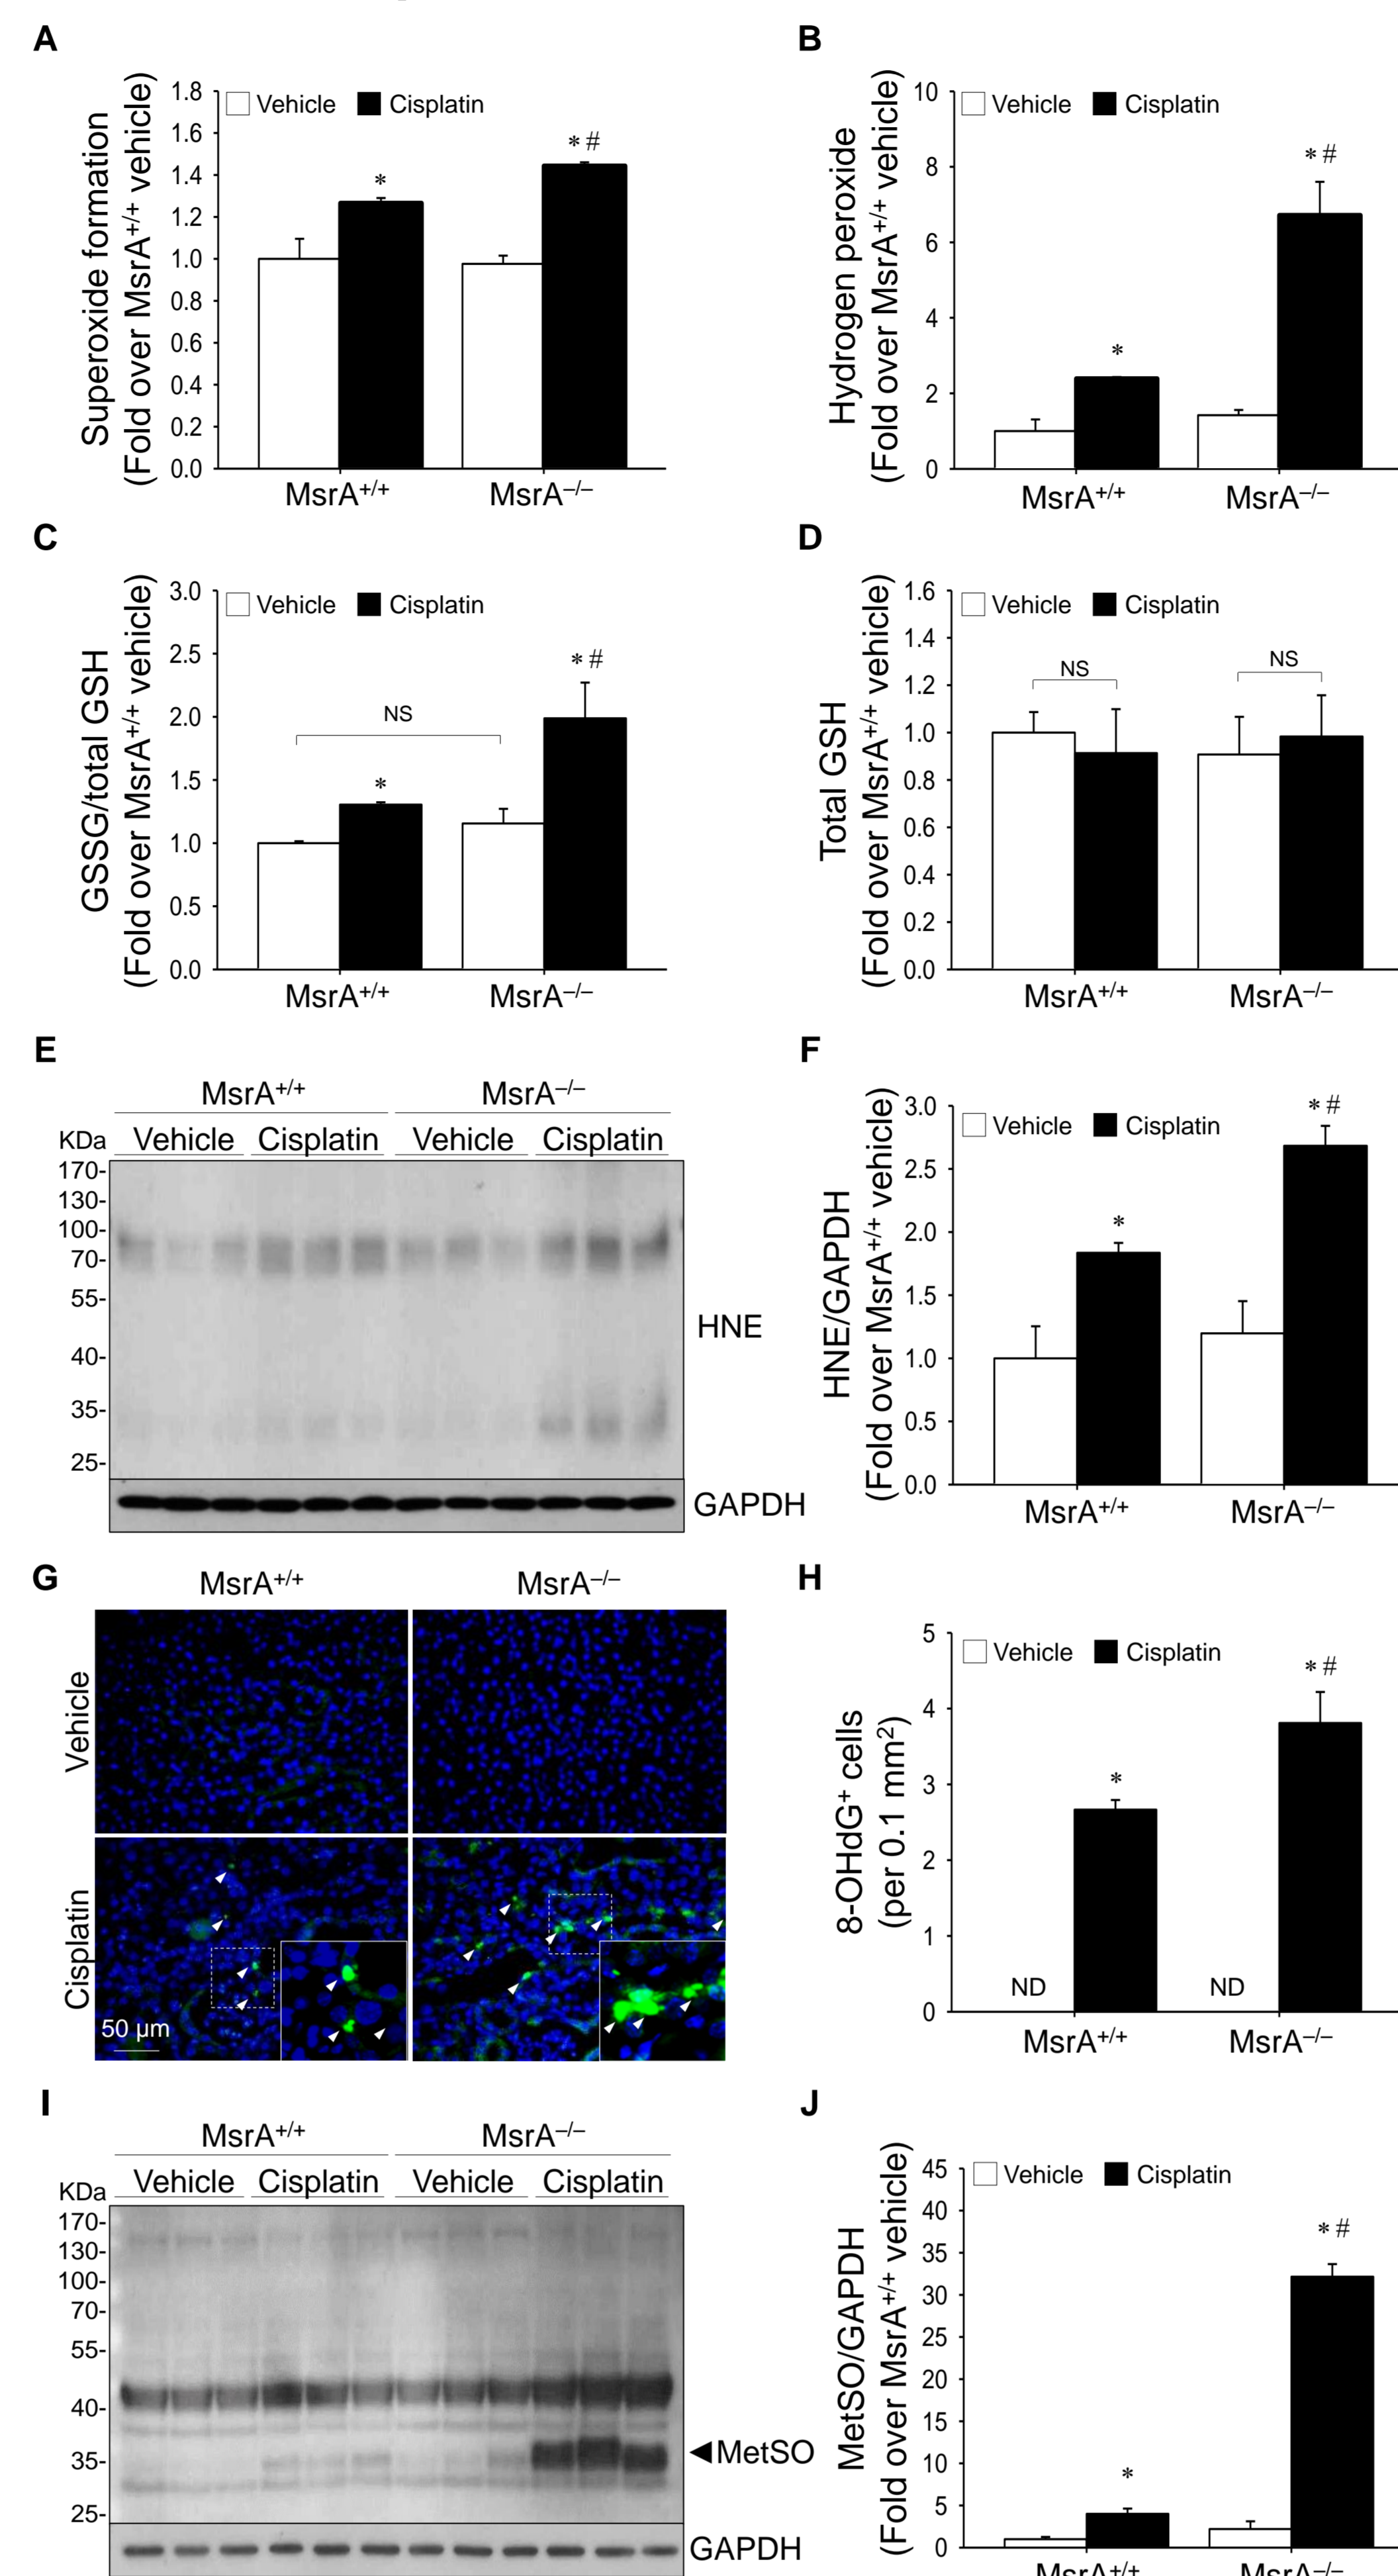 A
Superoxide formation
(Fold over MsrA+/+ vehicle)
1.8
1.6
1.4
1.2
1.0
0.8
0.6
0.4
0.2
0.0
Vehicle Cisplatin
*
* #
MsrA+/+ MsrA–/–
B
Hydrogen peroxide
(Fold over MsrA+/+ vehicle)
10
8
6
4
2
0
Vehicle Cisplatin
*
* #
MsrA+/+ MsrA–/–
C
GSSG/total GSH
(Fold over MsrA+/+ vehicle)
3.0
2.5
2.0
1.5
1.0
0.5
0.0
Vehicle Cisplatin
NS
*
* #
MsrA+/+ MsrA–/–
D
Total GSH
(Fold over MsrA+/+ vehicle)
1.6
1.4
1.2
1.0
0.8
0.6
0.4
0.2
0.0
Vehicle Cisplatin
NS
NS
MsrA+/+ MsrA–/–
E
MsrA+/+ MsrA–/–
KDa Vehicle Cisplatin Vehicle Cisplatin
170-
130-
100-
70-
55-
40-
35-
25-
HNE
GAPDH
F
HNE/GAPDH
(Fold over MsrA+/+ vehicle)
3.0
2.5
2.0
1.5
1.0
0.5
0.0
Vehicle Cisplatin
*
* #
MsrA+/+ MsrA–/–
G
MsrA+/+ MsrA–/–
Vehicle
Cisplatin
50 µm
H
8-OHdG+ cells
(per 0.1 mm2)
5
4
3
2
1
0
Vehicle Cisplatin
ND
*
ND
* #
MsrA+/+ MsrA–/–
I
MsrA+/+ MsrA–/–
KDa Vehicle Cisplatin Vehicle Cisplatin
170-
130-
100-
70-
55-
40-
35-
25-
◄MetSO
GAPDH
J
MetSO/GAPDH
(Fold over MsrA+/+ vehicle)
45
40
35
30
25
20
15
10
5
0
Vehicle Cisplatin
*
* #
MsrA+/+ MsrA–/–